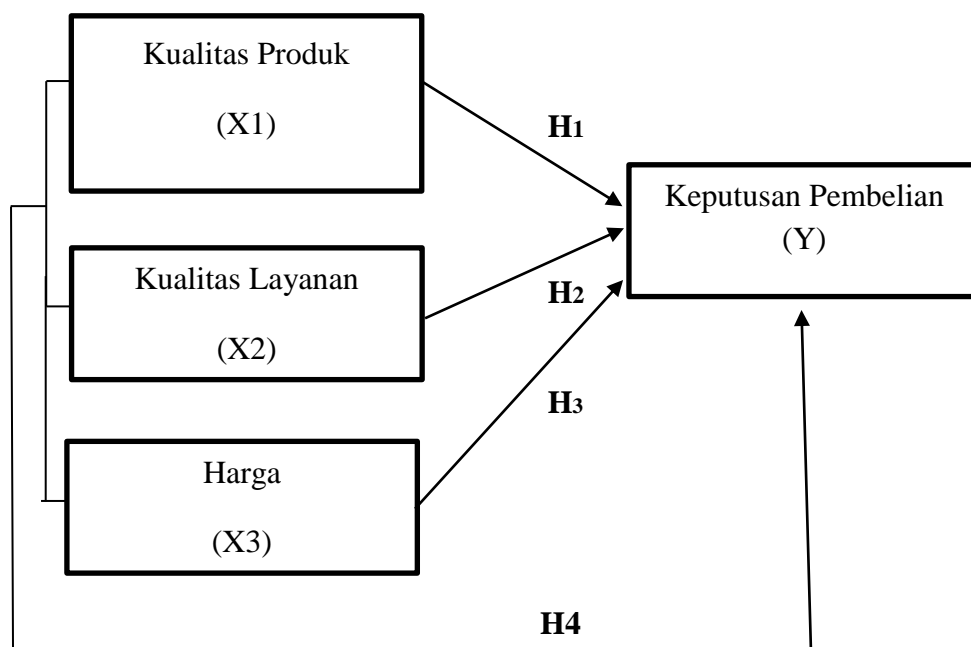 Kualitas Produk
(X1)
H1
Keputusan Pembelian
(Y)
Kualitas Layanan
(X2)
H2
H3
Harga
(X3)
H4